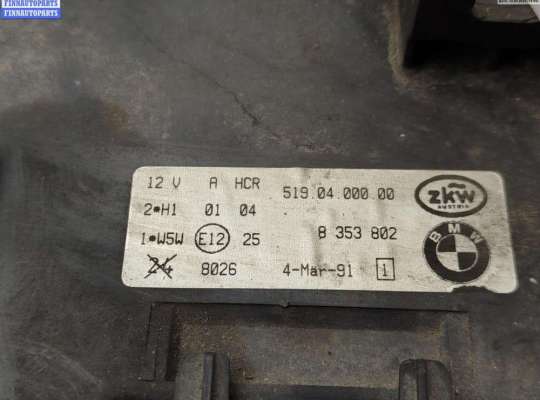 FINNAUTOPARTS
FINNAUTOPARTS
12 V A HCR 519.04.000.00
2•H1 01 04
1•W5W E12 25 8 353 802
24 8026 4-Mar-91 1
zkw
AUSTRIA
BMW